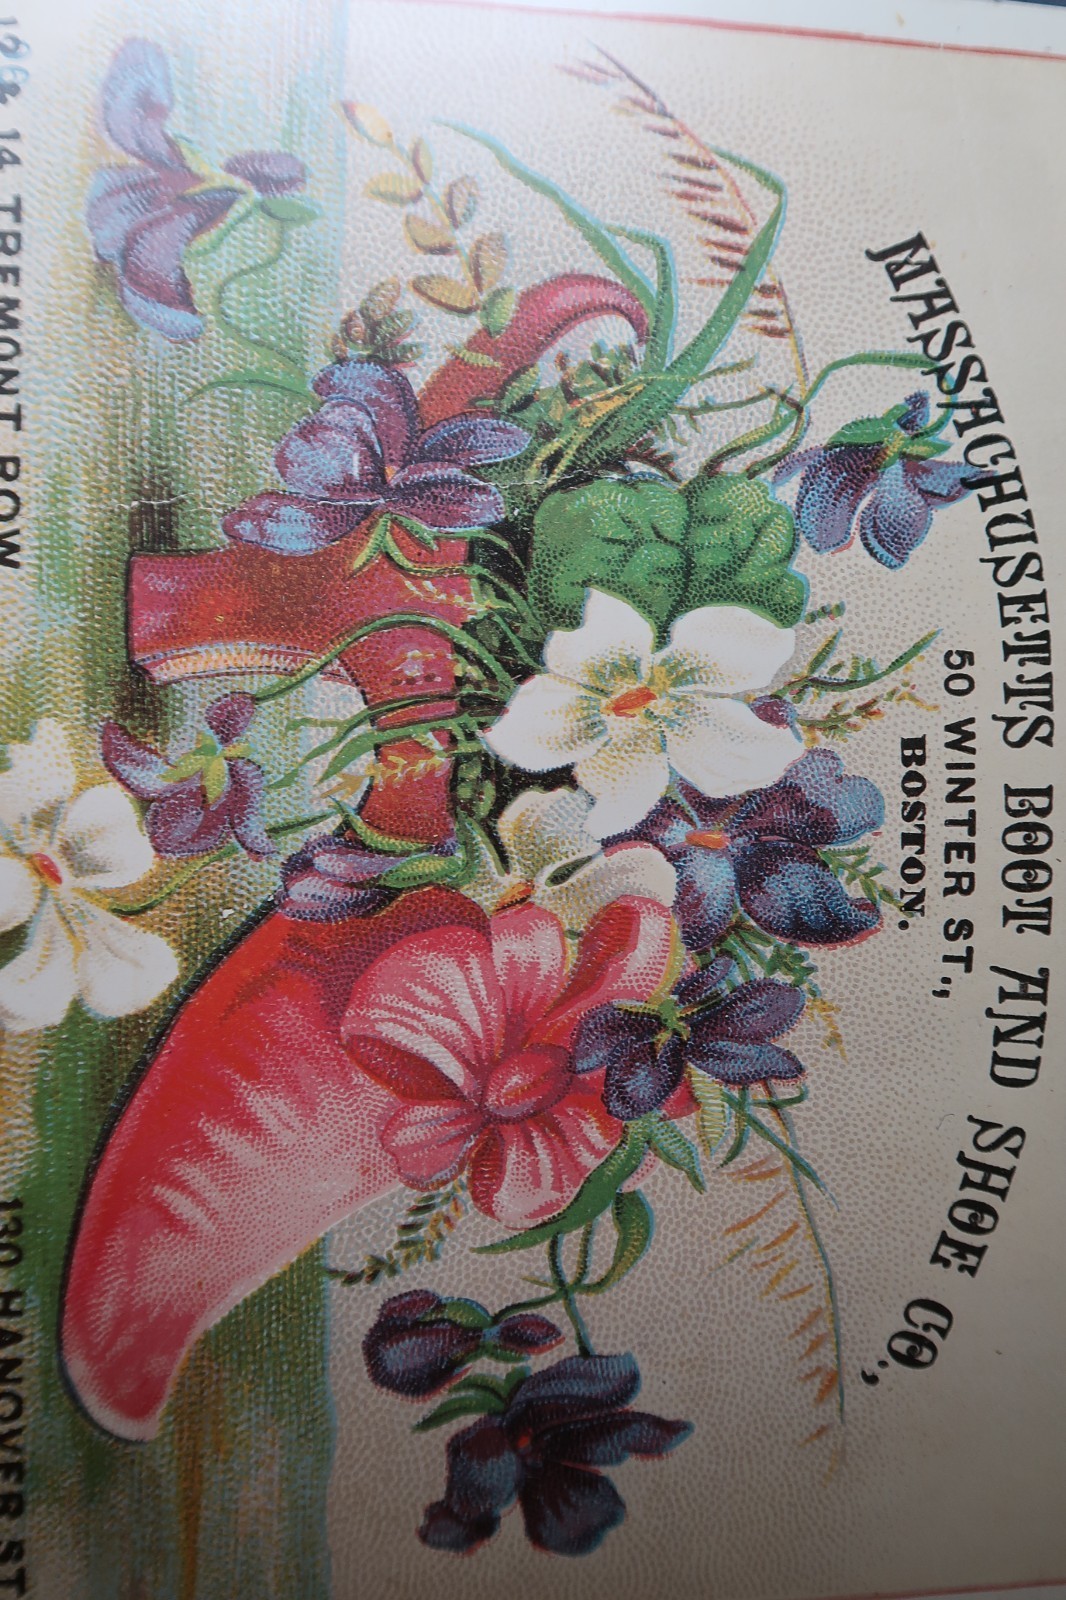 MASSACHUSETTS BOOT AND SHOE CO.,
50 WINTER ST.,
BOSTON.
14 TREMONT ROW
130 HANOVER ST